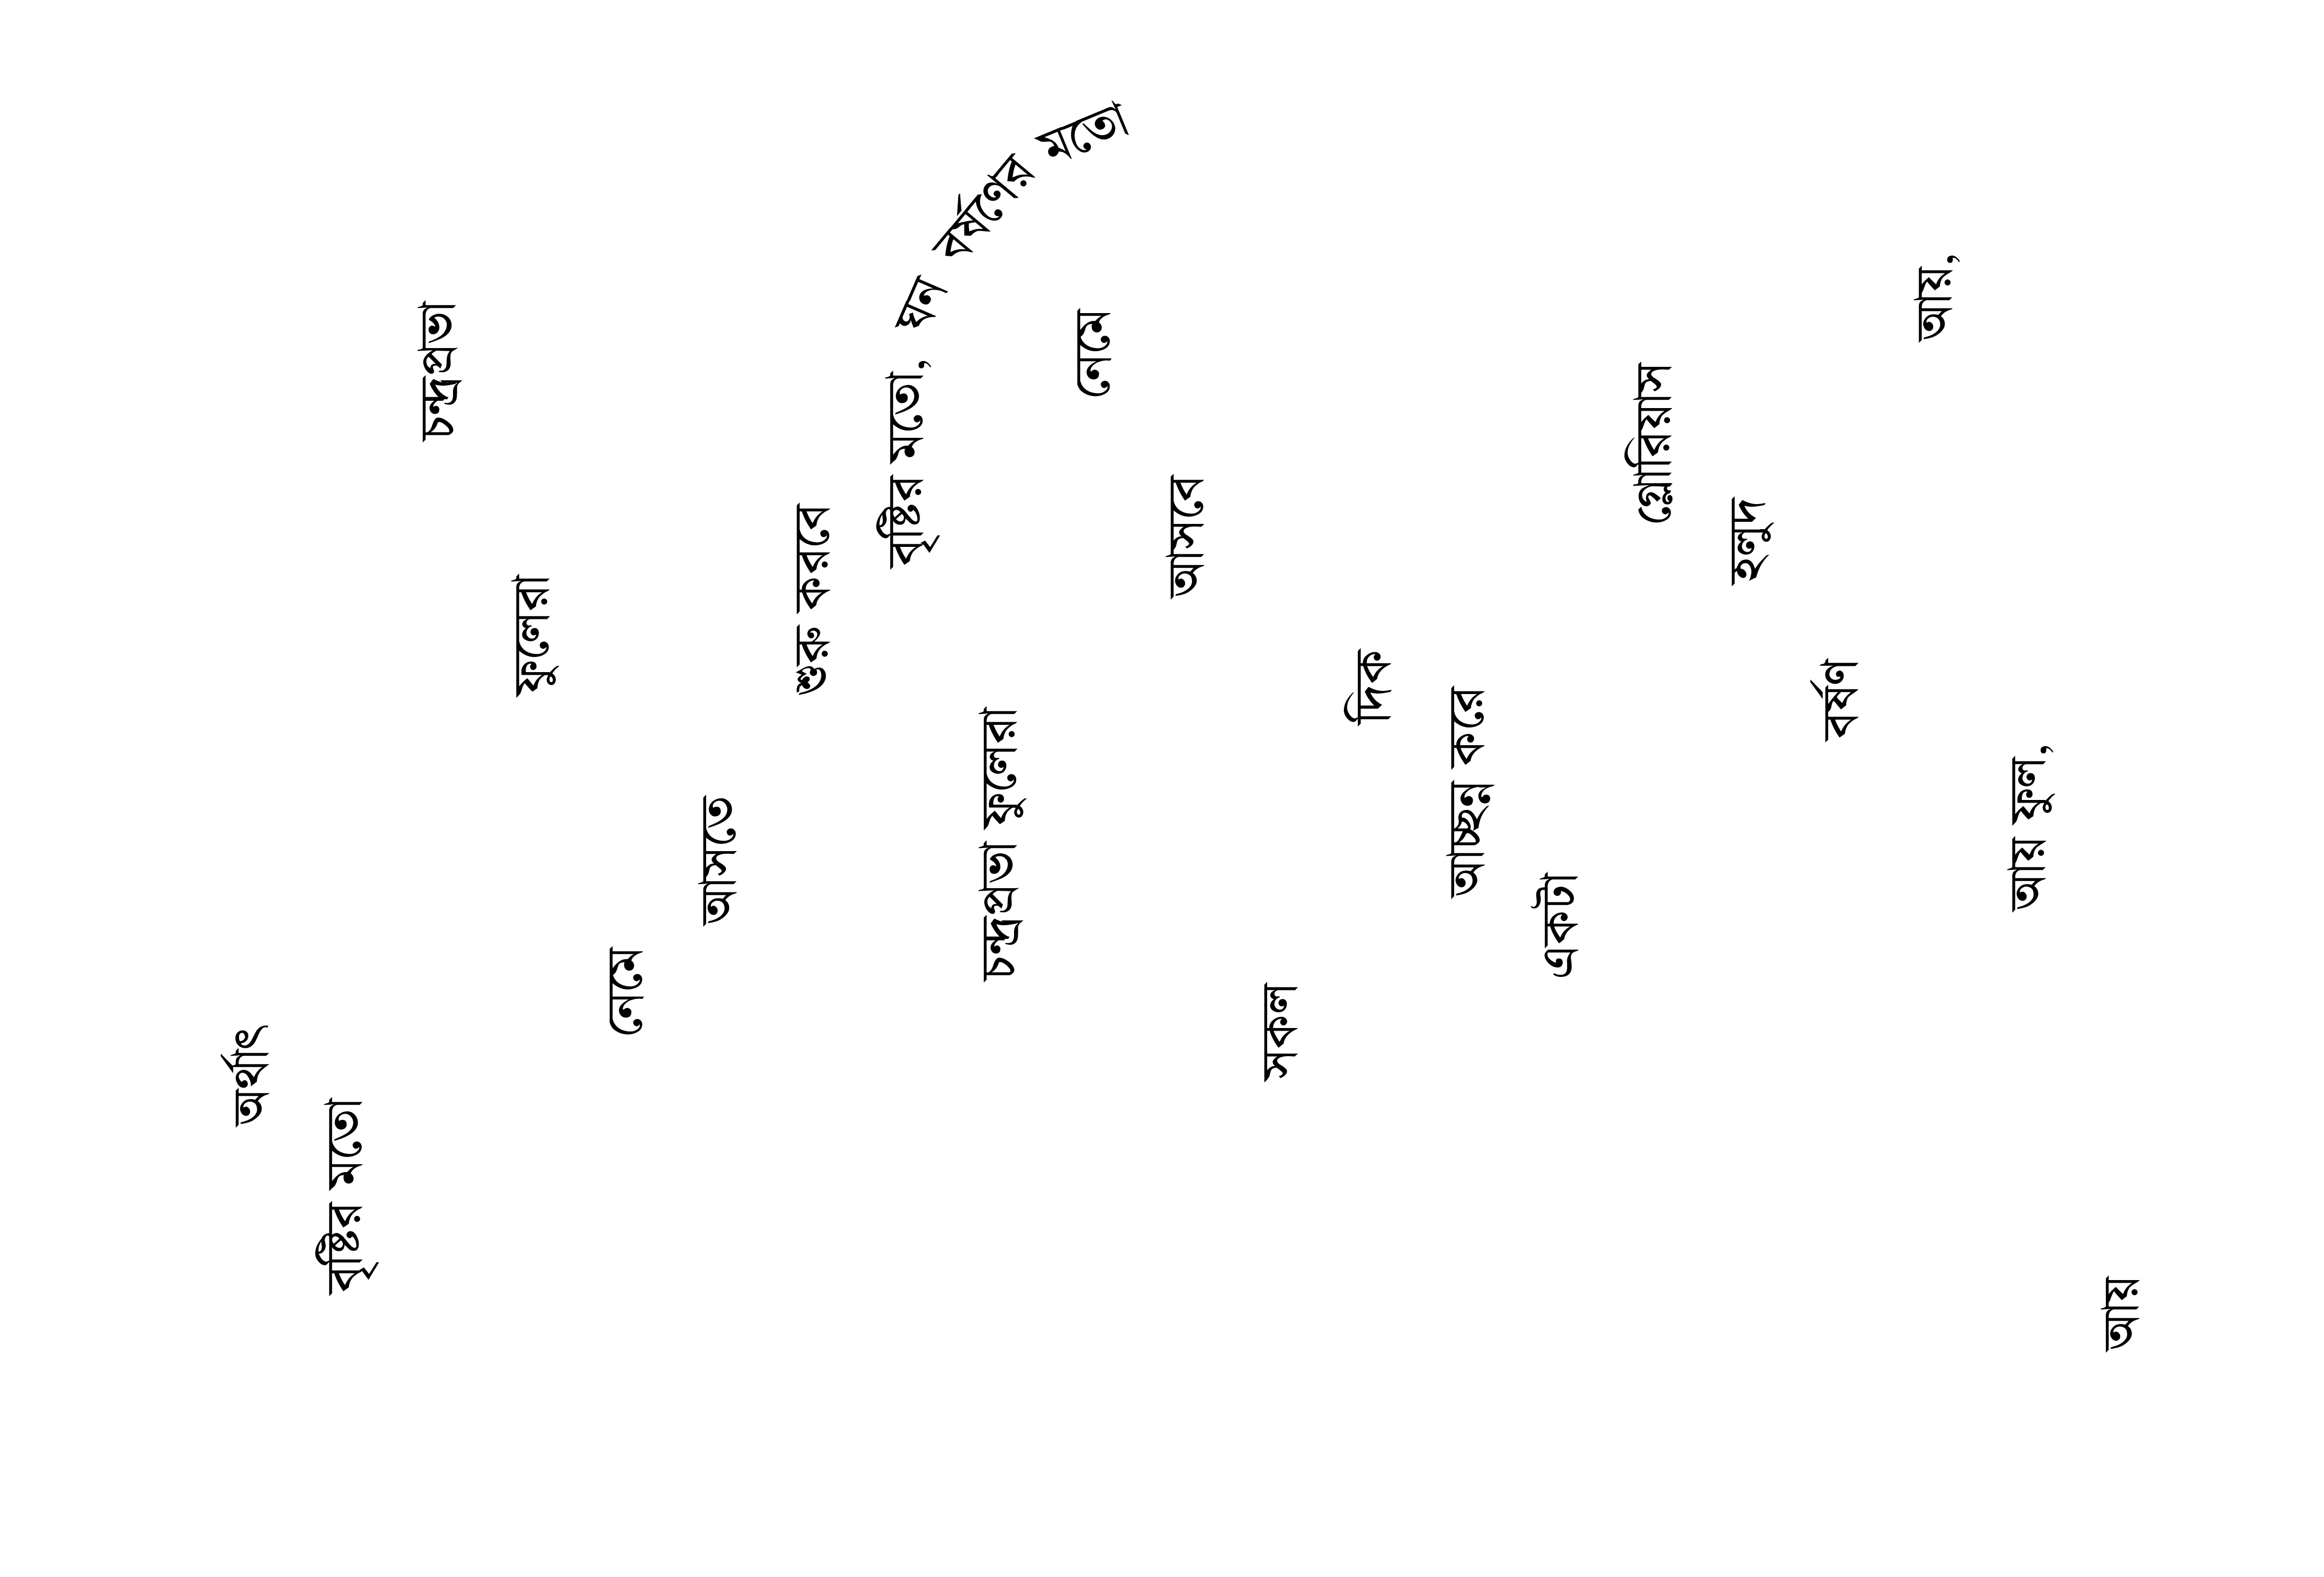 অর্থাৎ
বৃষ্টির মতো
চন্দ্রপ্রভা
ফুলেরা
নেমে
আসতে
শুরু করবে
বৃষ্টির মতো, ঘন বর্ষণের মতো
চন্দ্রপ্রভা ফুলেরা
নেমে
আসবে
সকল
দিক
আচ্ছন্ন করে
একটা
গ্লোরিয়াস
হলুদ
বর্ষণ
আয়,
আয় ফুল,
আয়